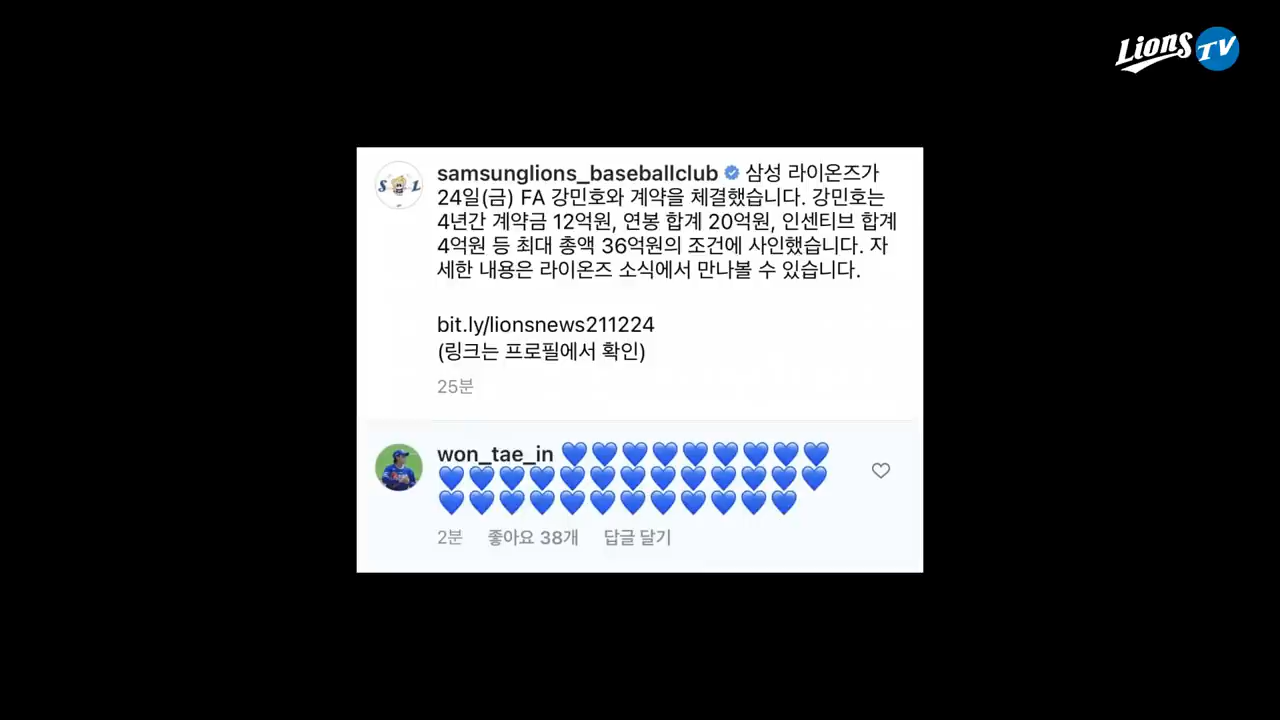 Lions TV
samsunglions_baseballclub 삼성 라이온즈가
24일(금) FA 강민호와 계약을 체결했습니다. 강민호는
4년간 계약금 12억원, 연봉 합계 20억원, 인센티브 합계
4억원 등 최대 총액 36억원의 조건에 사인했습니다. 자
세한 내용은 라이온즈 소식에서 만나볼 수 있습니다.
bit.ly/lionsnews211224
(링크는 프로필에서 확인)
25분
won_tae_in 💙💙💙💙💙💙💙💙💙
💙💙💙💙💙💙💙💙💙💙💙💙💙
💙💙💙💙💙💙💙💙💙💙💙💙
2분 좋아요 38개 답글 달기
S L